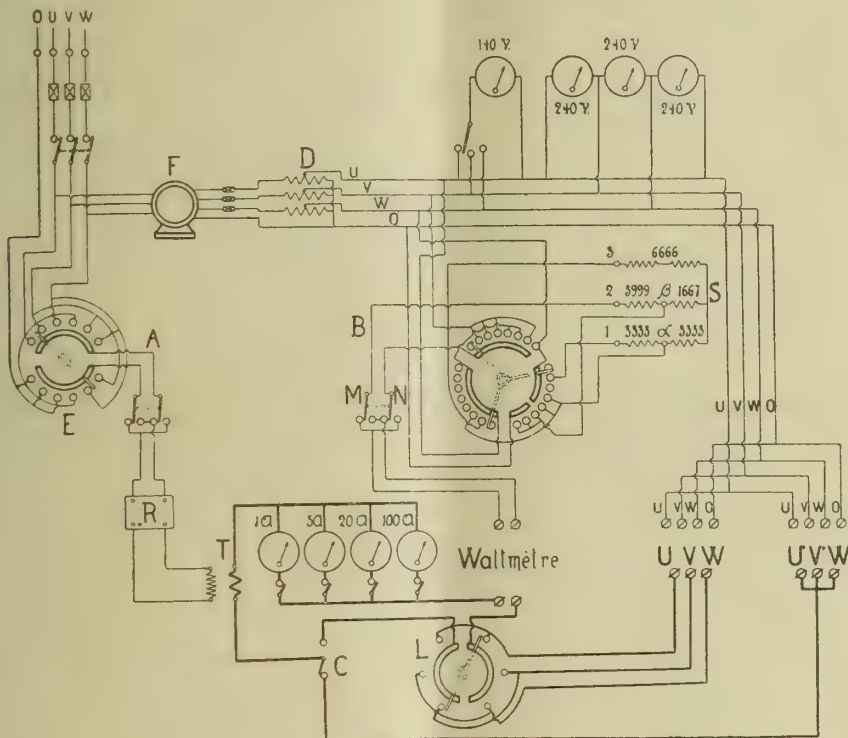 O U V W
140 V.
240 V.
240 V.
240 V.
F
D
U
V
W
O
3 6666
2 3999 β 1667 S
1 3333 α 3333
A
B
M N
E
U V W O
R
T
1a 5a 20a 100a
Wattmètre
U V W O
U V W O
U V W
U' V' W'
L
C